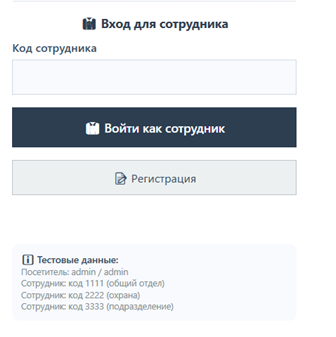 Вход для сотрудника
Код сотрудника
Войти как сотрудник
Регистрация
Тестовые данные:
Посетитель: admin / admin
Сотрудник: код 1111 (общий отдел)
Сотрудник: код 2222 (охрана)
Сотрудник: код 3333 (подразделение)